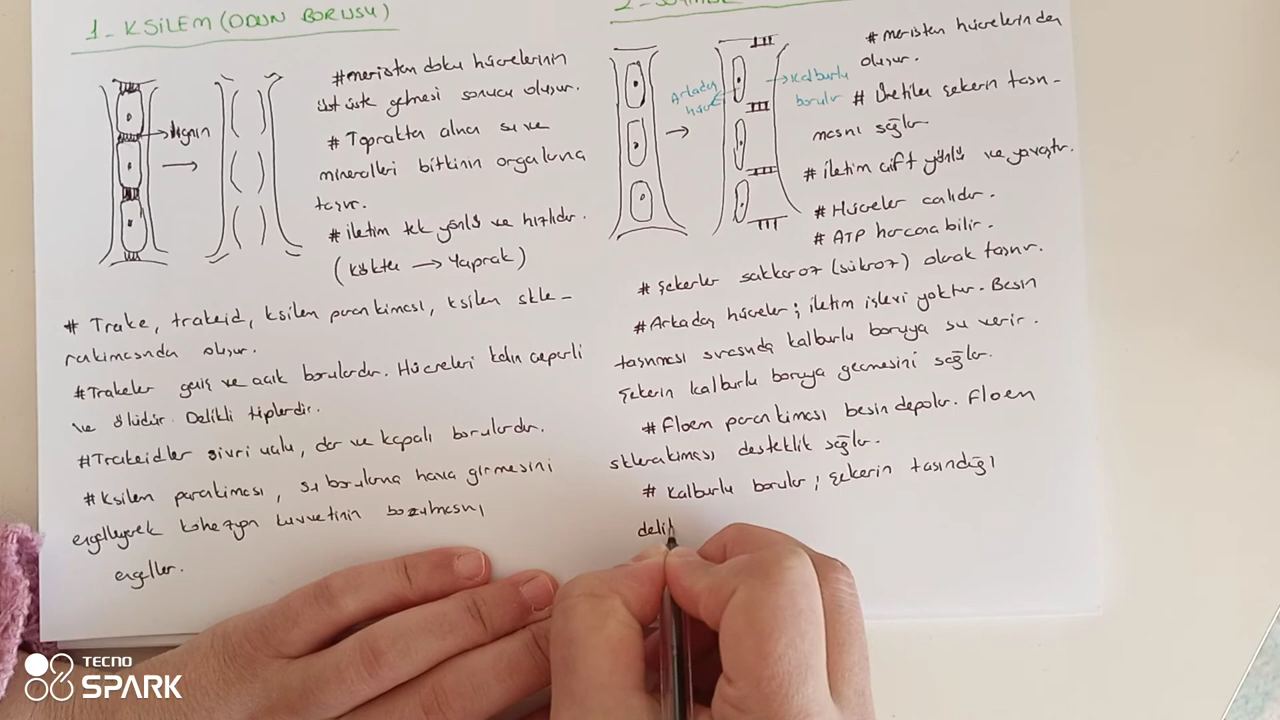 1- KSİLEM (ODUN BORUSU)
lignin
#meristem doku hücrelerinin
üst üste gelmesi sonucu oluşur.
# Topraktan alınan su ve
mineralleri bitkinin organlarına
taşır.
# iletim tek yönlü ve hızlıdır.
(Kökten → Yaprak)
# Trake, trakeid, ksilem parankiması, ksilem skle-
rankimasında oluşur.
#Trakeler geniş ve açık borulardır. Hücreleri kalın çeperli
ve ölüdür. Delikli tiplerdir.
#Trakeidler sivri uçlu, dar ve kapalı borulardır.
#Ksilem parankiması, su borularına hava girmesini
engelleyerek kohezyon kuvvetinin bozulmasını
engeller.
2-
Arkadaş
hücre
Kalburlu
borular
#meristem hücrelerinden
oluşur.
# Üretilen şekerin taşın-
masını sağlar
# iletim çift yönlü ve yavaştır.
# Hücreler canlıdır.
# ATP harcanabilir.
# Şekerler sakkaroz (sükroz) olarak taşınır.
#Arkadaş hücreler; iletim işlevi yoktur. Besin
taşınması sırasında kalburlu boruya su verir.
Şekerin kalburlu boruya geçmesini sağlar.
# Floem parankiması besin depolar. Floem
sklerankiması desteklik sağlar.
# Kalburlu borular; şekerin taşındığı
deli
TECNO
SPARK